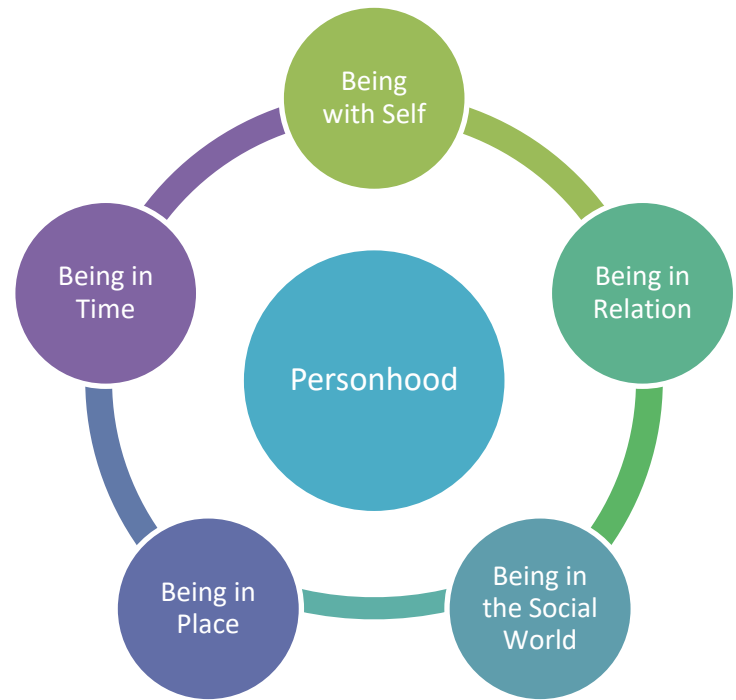 Being
with Self
Being in
Relation
Being in
the Social
World
Being in
Place
Being in
Time
Personhood